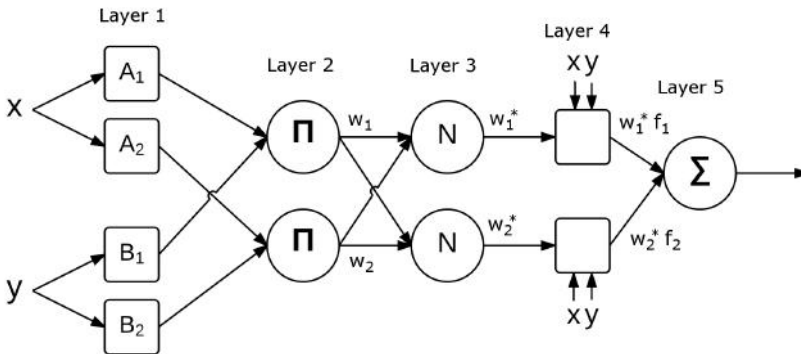 Layer 1
Layer 2
Layer 3
Layer 4
Layer 5
x
y
A₁
A₂
B₁
B₂
Π
Π
w₁
w₂
N
N
w₁*
w₂*
x y
x y
w₁* f₁
w₂* f₂
Σ